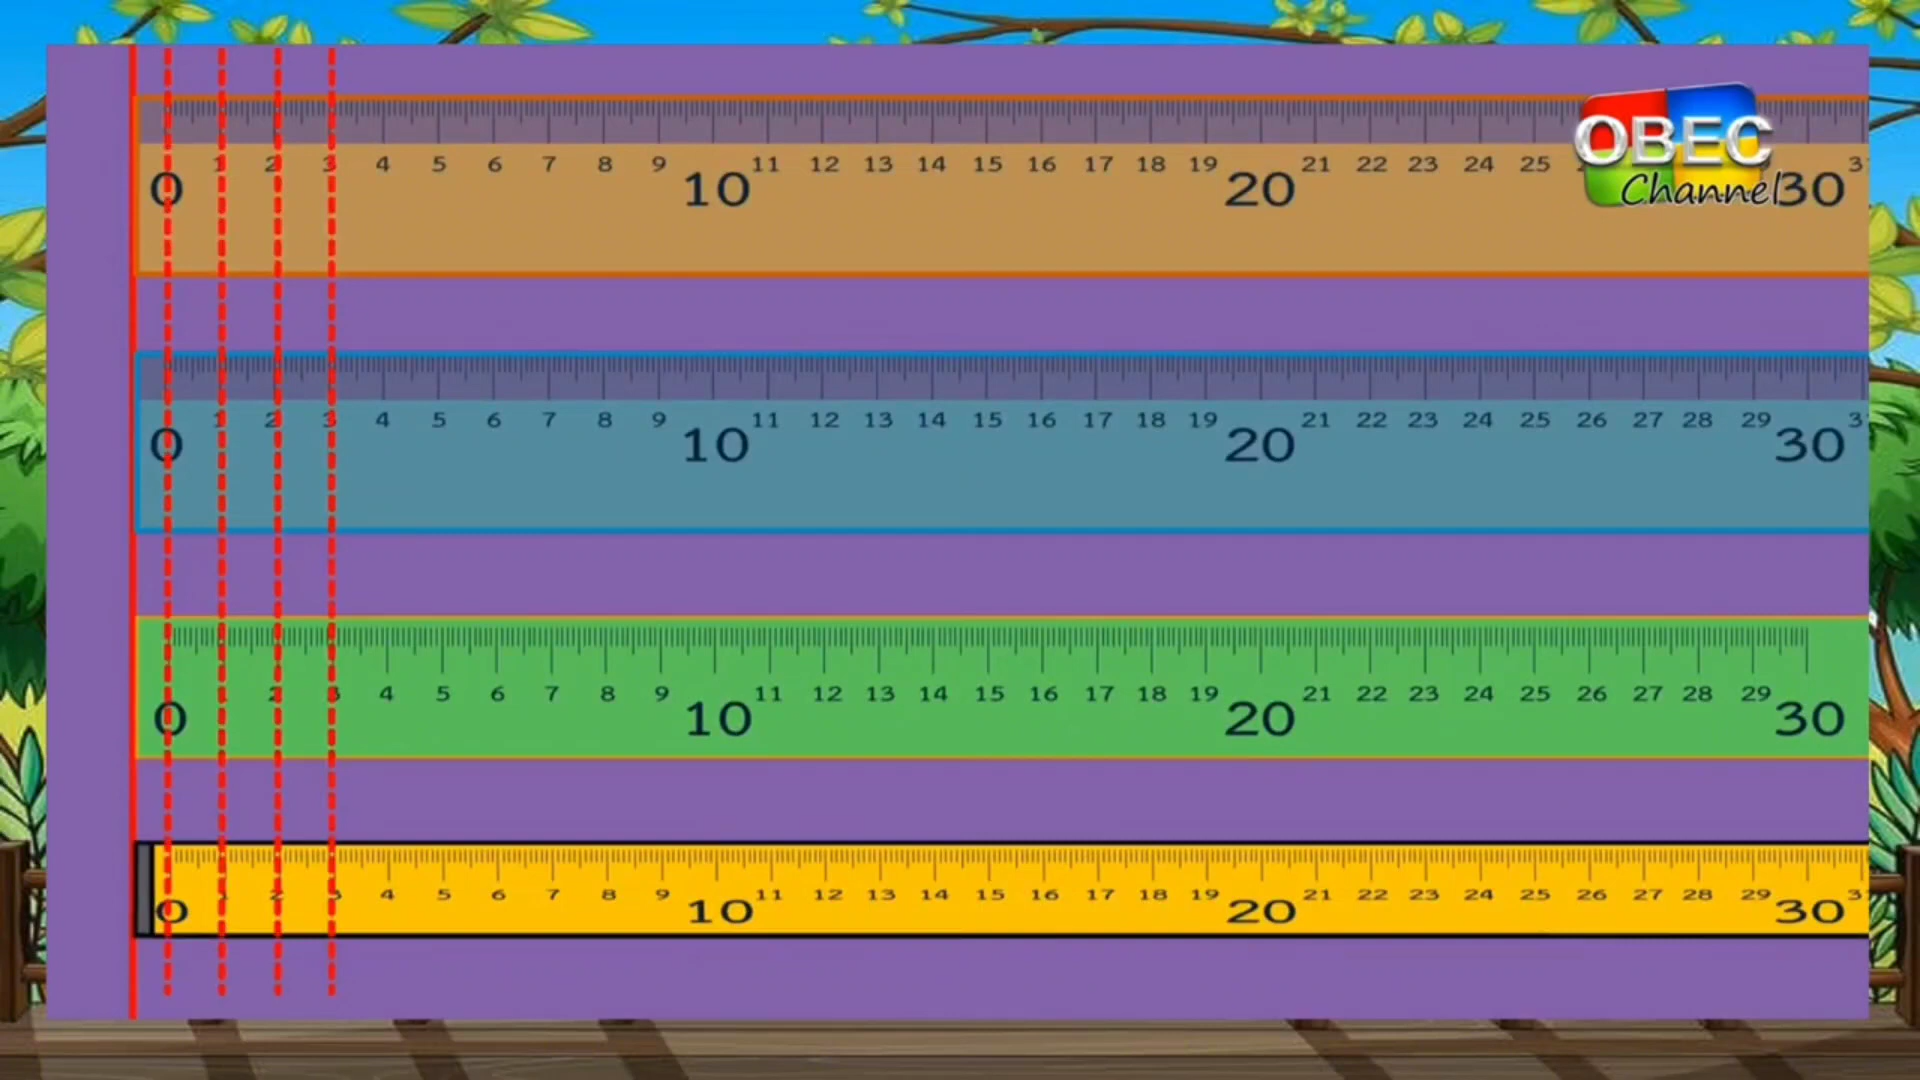 0 1 2 3 4 5 6 7 8 9 10 11 12 13 14 15 16 17 18 19 20 21 22 23 24 25 30
OBEC
Channel
0 1 2 3 4 5 6 7 8 9 10 11 12 13 14 15 16 17 18 19 20 21 22 23 24 25 26 27 28 29 30
0 1 2 3 4 5 6 7 8 9 10 11 12 13 14 15 16 17 18 19 20 21 22 23 24 25 26 27 28 29 30
0 1 2 3 4 5 6 7 8 9 10 11 12 13 14 15 16 17 18 19 20 21 22 23 24 25 26 27 28 29 30